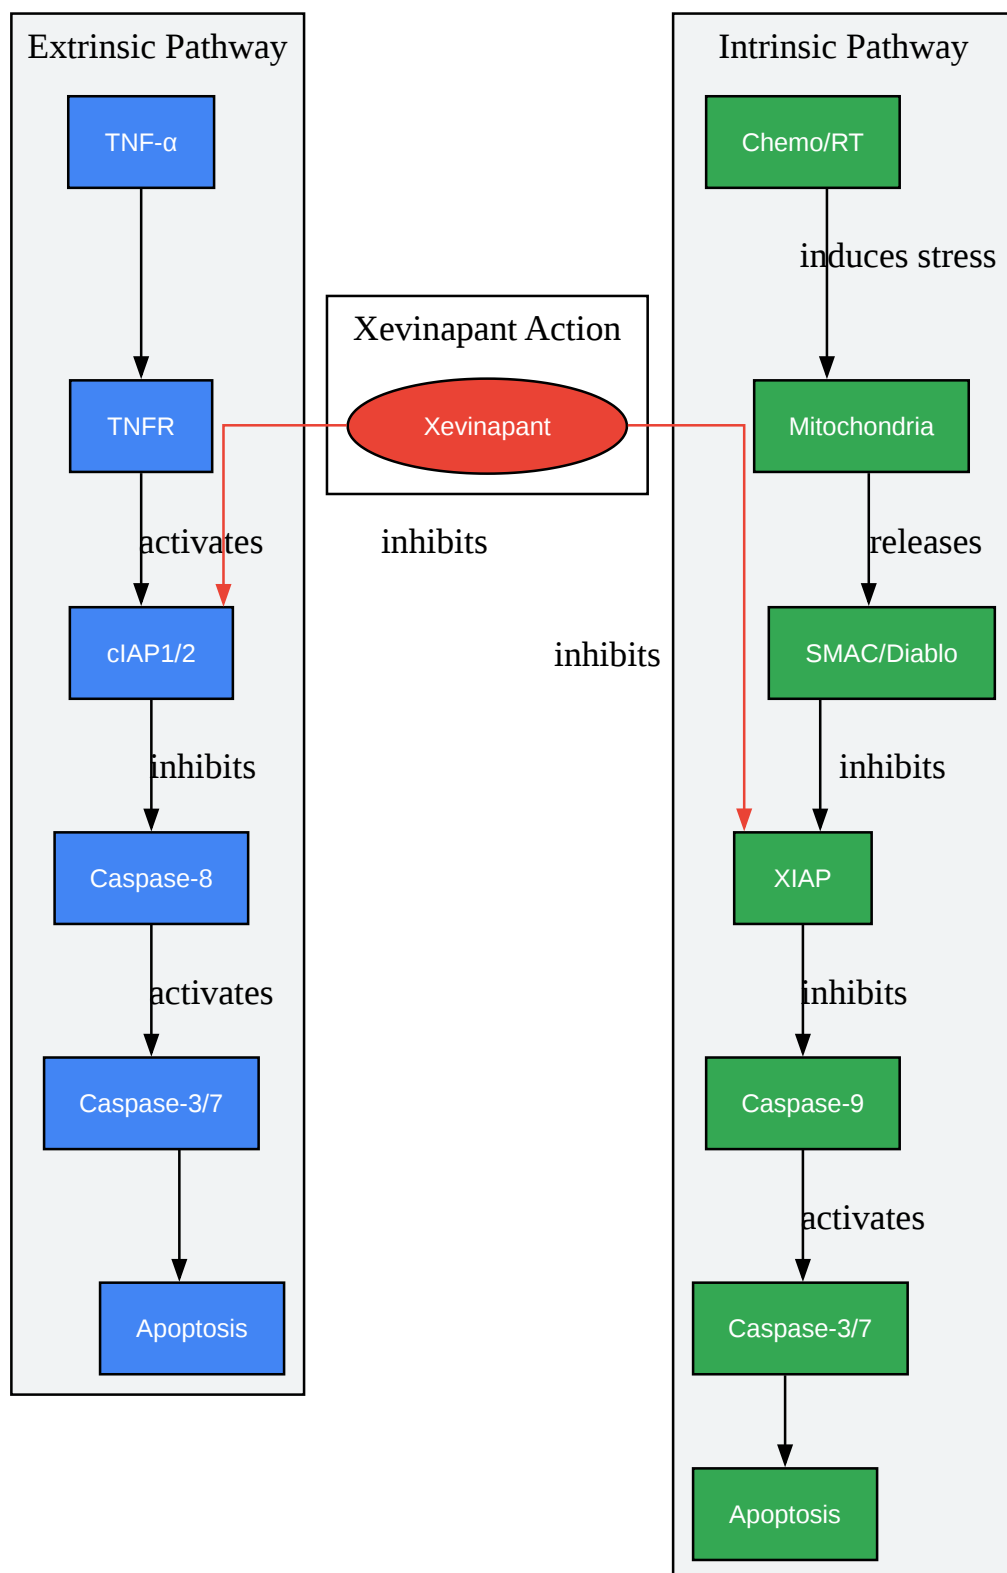 Extrinsic Pathway
TNF-α
TNFR
activates
cIAP1/2
inhibits
Caspase-8
activates
Caspase-3/7
Apoptosis
Xevinapant Action
Xevinapant
inhibits
inhibits
Intrinsic Pathway
Chemo/RT
induces stress
Mitochondria
releases
SMAC/Diablo
inhibits
XIAP
inhibits
Caspase-9
activates
Caspase-3/7
Apoptosis